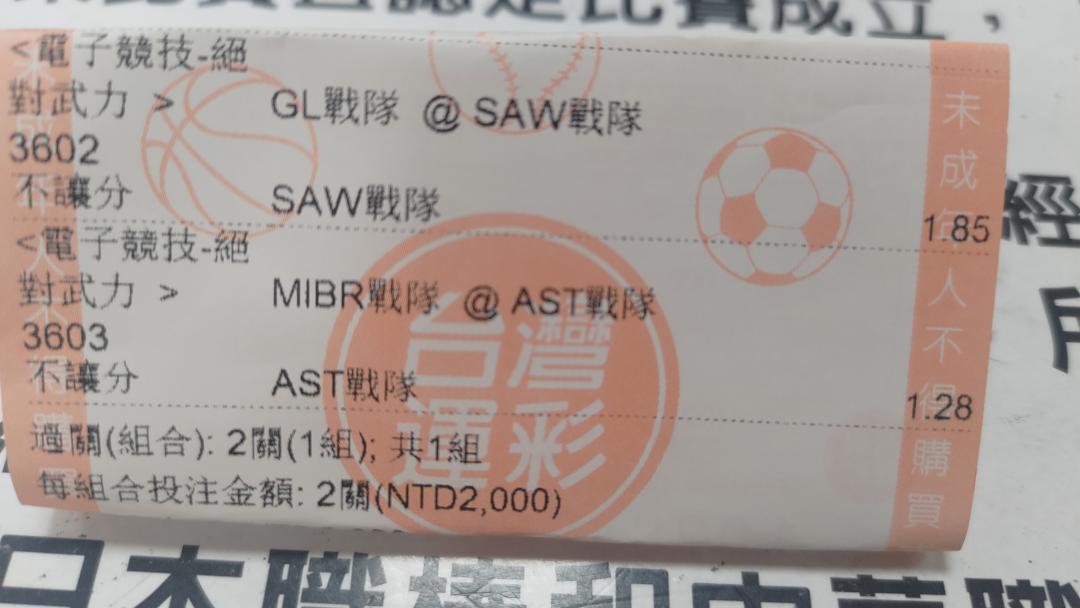 <電子競技-絕
對武力 > GL戰隊 @ SAW戰隊
3602
不讓分 SAW戰隊 1.85
<電子競技-絕
對武力 > MIBR戰隊 @ AST戰隊
3603
不讓分 AST戰隊 1.28
過關(組合): 2關(1組); 共1組
每組合投注金額: 2關(NTD2,000)
台灣
運彩
未成年人不得購買
經